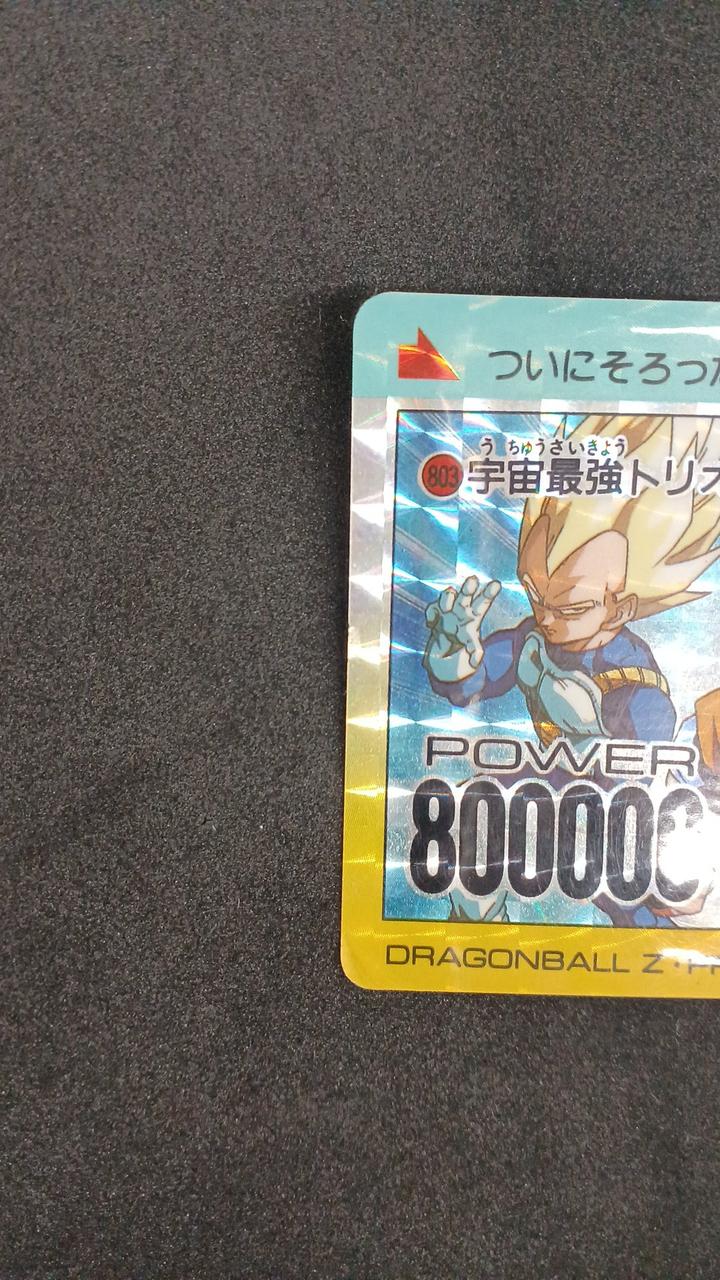 ついにそろった
うちゅうさいきょう
803 宇宙最強トリオ
POWER
800000
DRAGONBALL Z・PR